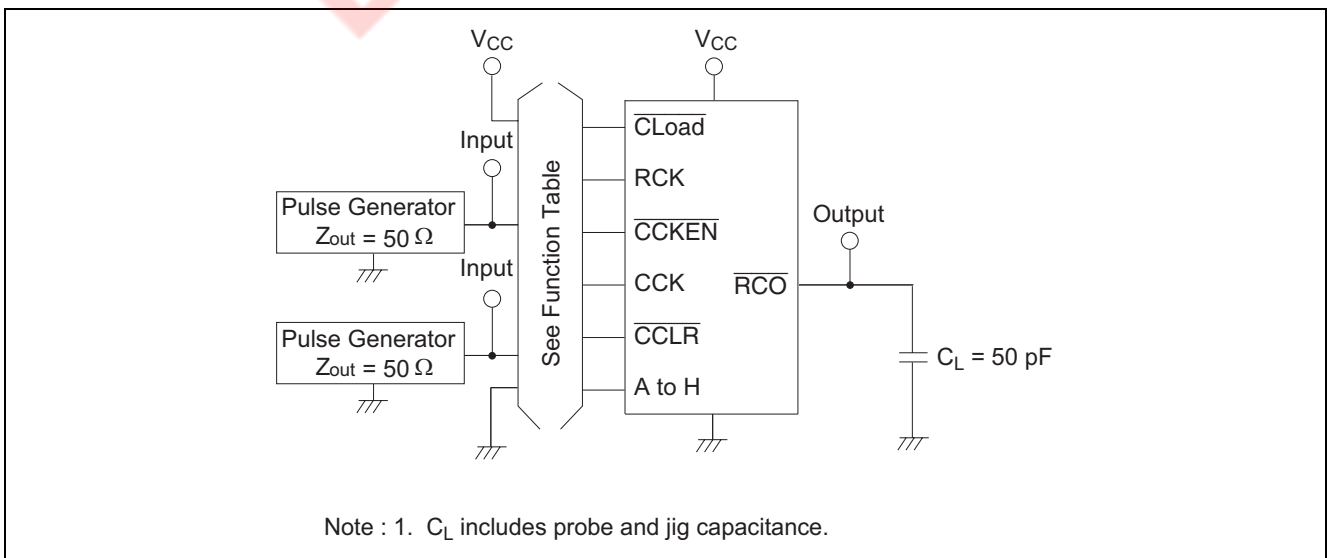 VCC
VCC
Input
Pulse Generator
Zout = 50 Ω
Input
Pulse Generator
Zout = 50 Ω
See Function Table
CLoad
RCK
CCKEN
CCK
CCLR
A to H
RCO
Output
CL = 50 pF
Note : 1. CL includes probe and jig capacitance.